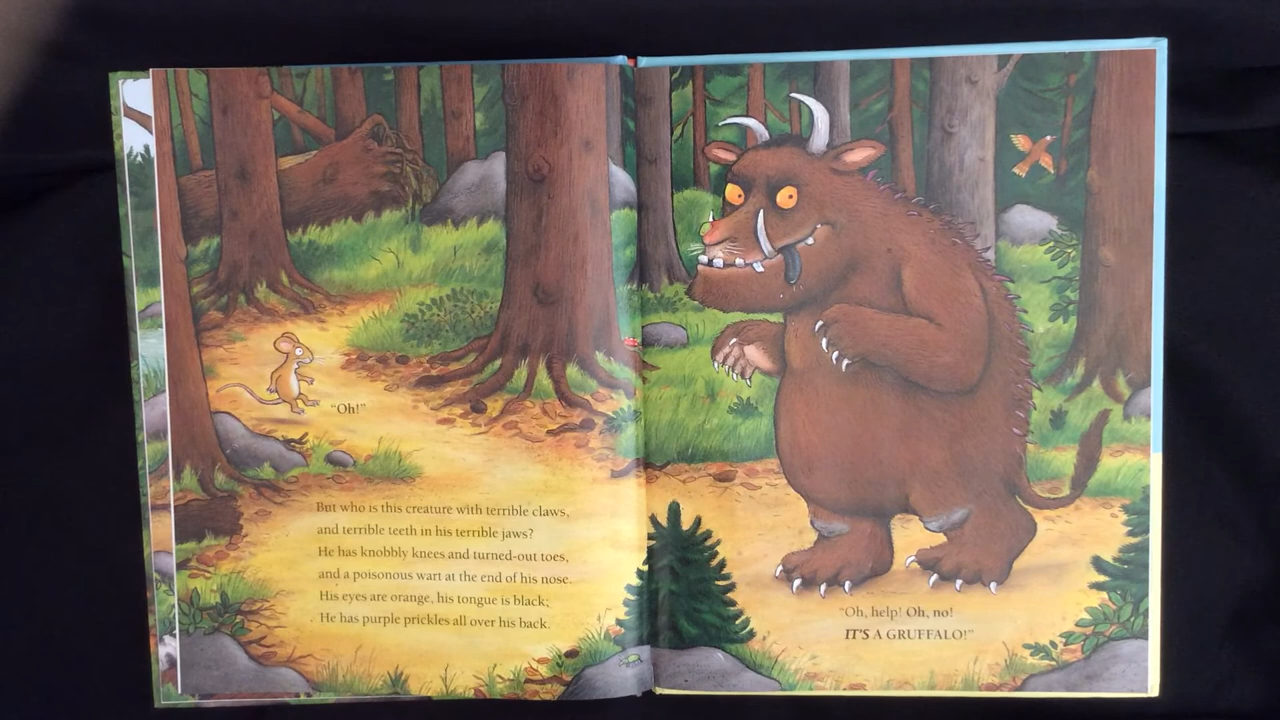 "Oh!"
But who is this creature with terrible claws,
and terrible teeth in his terrible jaws?
He has knobbly knees and turned-out toes,
and a poisonous wart at the end of his nose.
His eyes are orange, his tongue is black;
He has purple prickles all over his back.
"Oh, help! Oh, no!
IT'S A GRUFFALO!"